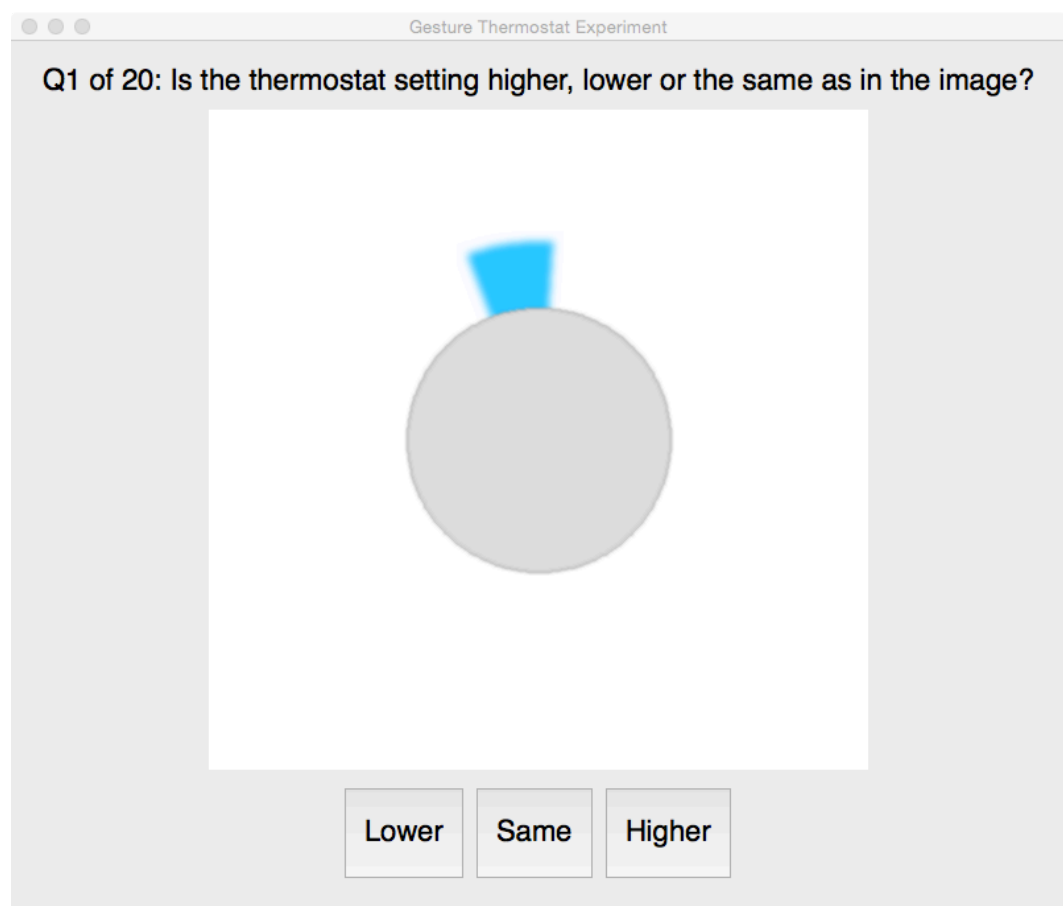 Gesture Thermostat Experiment
Q1 of 20: Is the thermostat setting higher, lower or the same as in the image?
Lower Same Higher